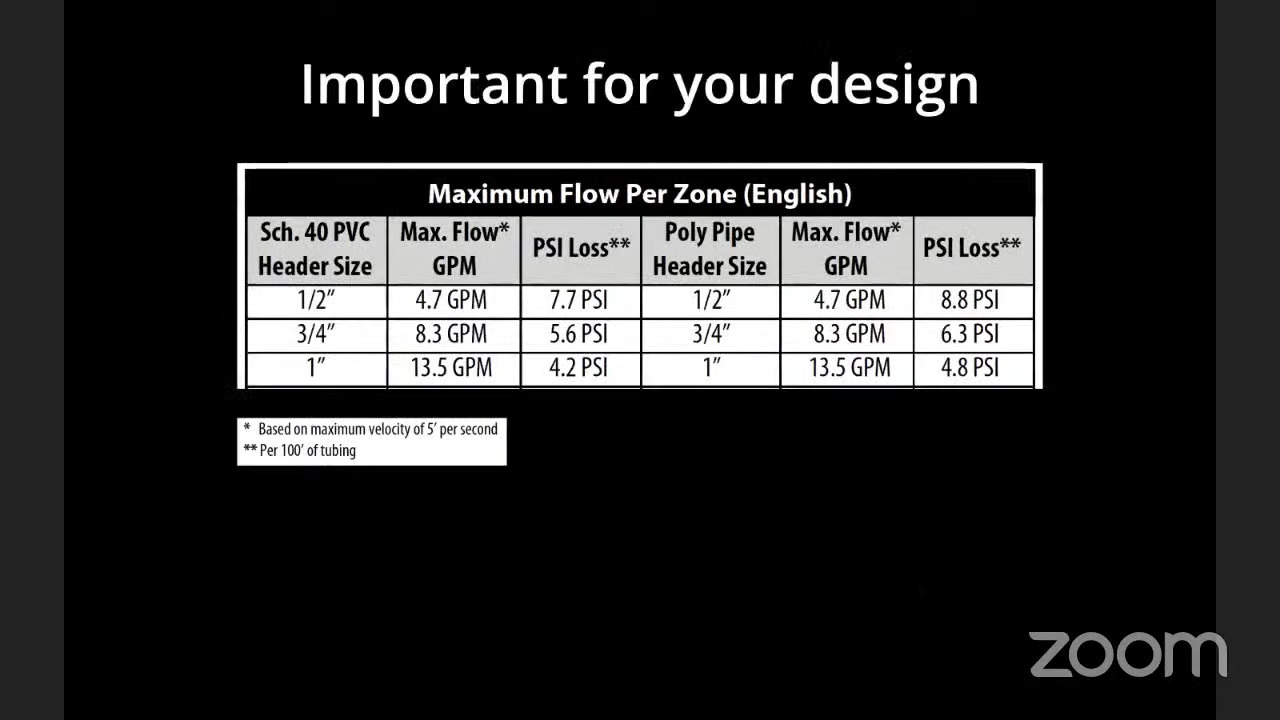 Important for your design
Maximum Flow Per Zone (English)
Sch. 40 PVC Header Size Max. Flow* GPM PSI Loss** Poly Pipe Header Size Max. Flow* GPM PSI Loss**
1/2” 4.7 GPM 7.7 PSI 1/2” 4.7 GPM 8.8 PSI
3/4” 8.3 GPM 5.6 PSI 3/4” 8.3 GPM 6.3 PSI
1” 13.5 GPM 4.2 PSI 1” 13.5 GPM 4.8 PSI
* Based on maximum velocity of 5’ per second
** Per 100’ of tubing
zoom